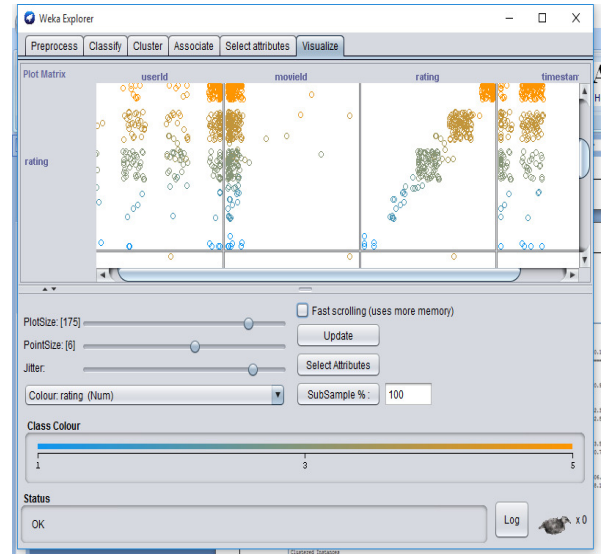 Weka Explorer
Preprocess Classify Cluster Associate Select attributes Visualize
Plot Matrix userId movieId rating timestam
rating
Fast scrolling (uses more memory)
PlotSize: [175]
Update
PointSize: [6]
Select Attributes
Jitter:
Colour: rating (Num)
SubSample % : 100
Class Colour
1 3 5
Status
OK
Log x 0
Clustered Instances